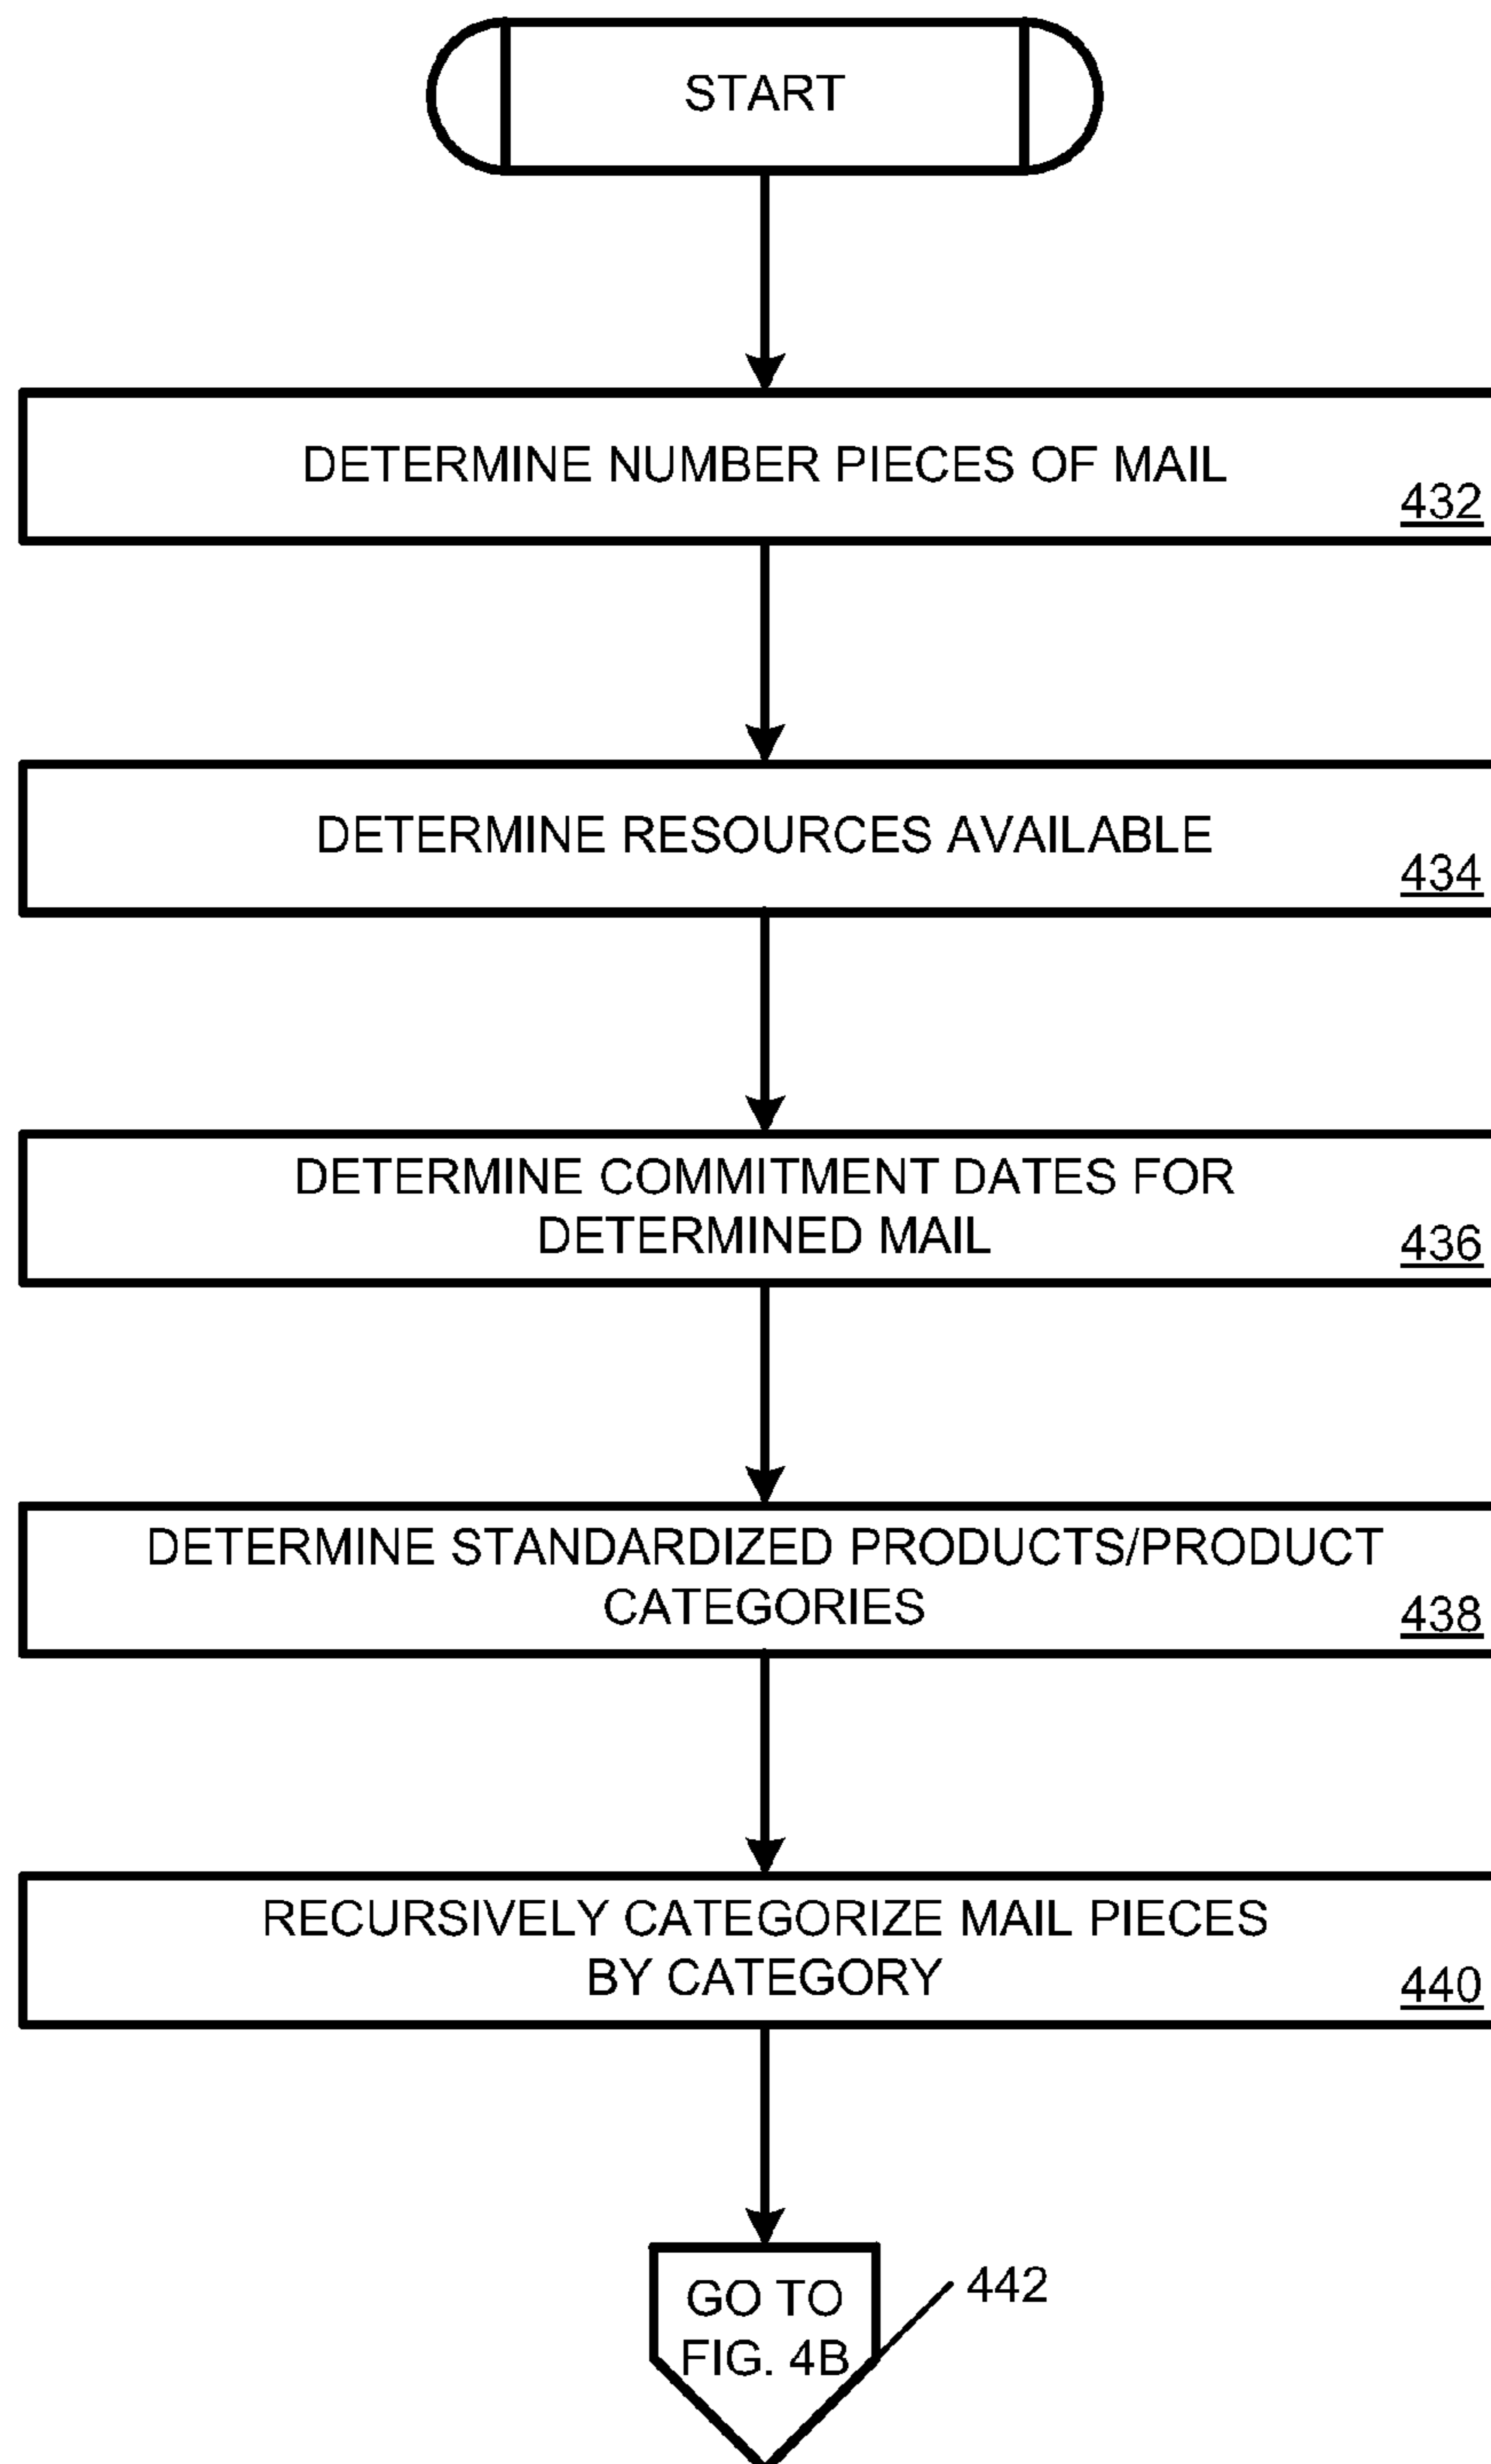 START
DETERMINE NUMBER PIECES OF MAIL
432
DETERMINE RESOURCES AVAILABLE
434
DETERMINE COMMITMENT DATES FOR
DETERMINED MAIL
436
DETERMINE STANDARDIZED PRODUCTS/PRODUCT
CATEGORIES
438
RECURSIVELY CATEGORIZE MAIL PIECES
BY CATEGORY
440
GO TO
FIG. 4B
442